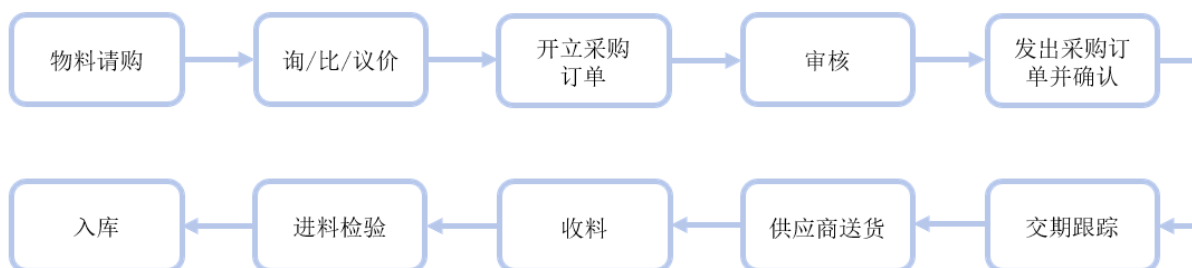 物料请购
询/比/议价
开立采购
订单
审核
发出采购订
单并确认
入库
进料检验
收料
供应商送货
交期跟踪